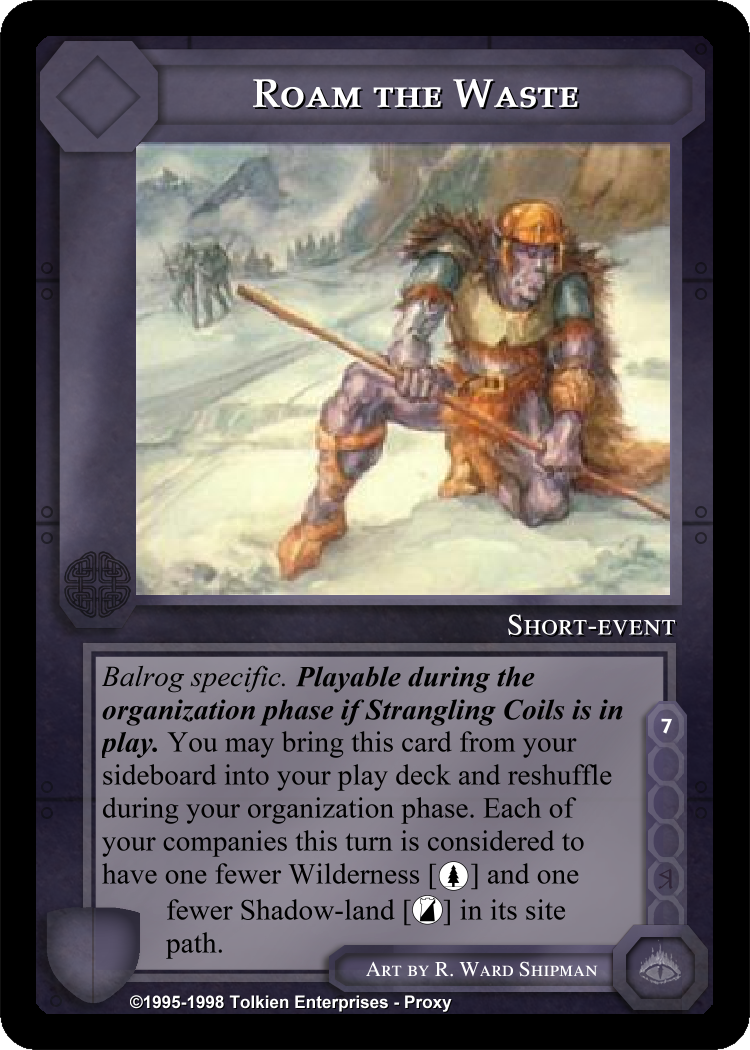 Roam the Waste
Short-event
Balrog specific. Playable during the
organization phase if Strangling Coils is in
play. You may bring this card from your
sideboard into your play deck and reshuffle
during your organization phase. Each of
your companies this turn is considered to
have one fewer Wilderness [ ] and one
fewer Shadow-land [ ] in its site
path.
7
R
Art by R. Ward Shipman
©1995-1998 Tolkien Enterprises - Proxy